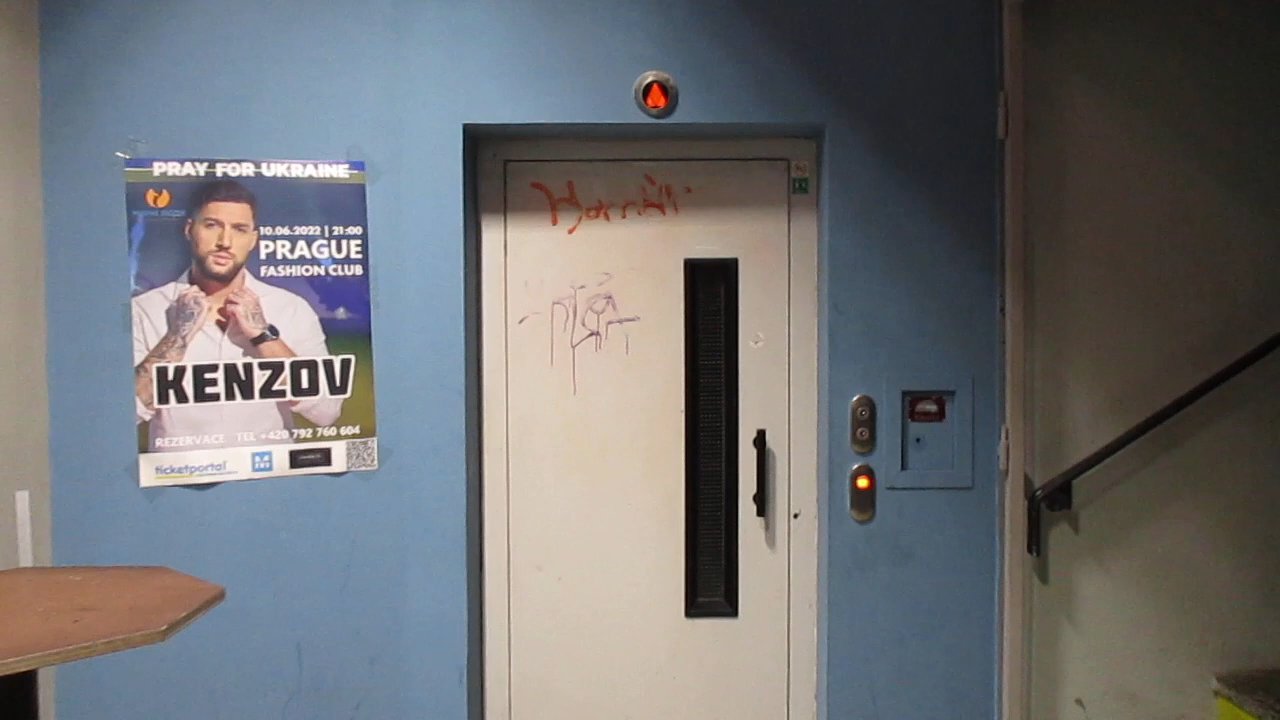 PRAY FOR UKRAINE
10.06.2022 | 21:00
PRAGUE
FASHION CLUB
KENZOV
REZERVACE TEL +420 792 760 604
ticketportal